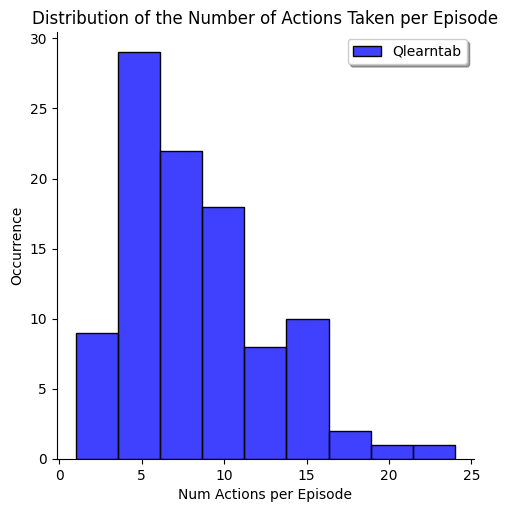 Distribution of the Number of Actions Taken per Episode
Qlearntab
30
25
20
15
10
5
0
Occurrence
0 5 10 15 20 25
Num Actions per Episode